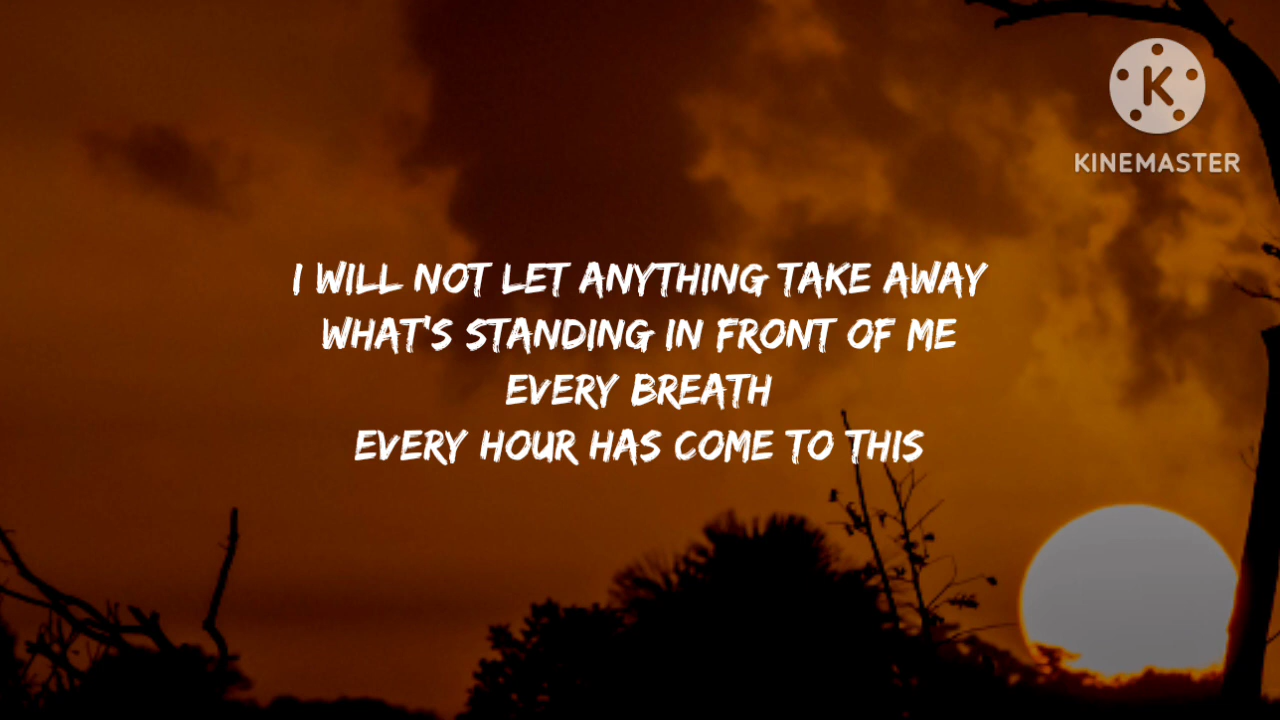 K
KINEMASTER
I WILL NOT LET ANYTHING TAKE AWAY
WHAT'S STANDING IN FRONT OF ME
EVERY BREATH
EVERY HOUR HAS COME TO THIS